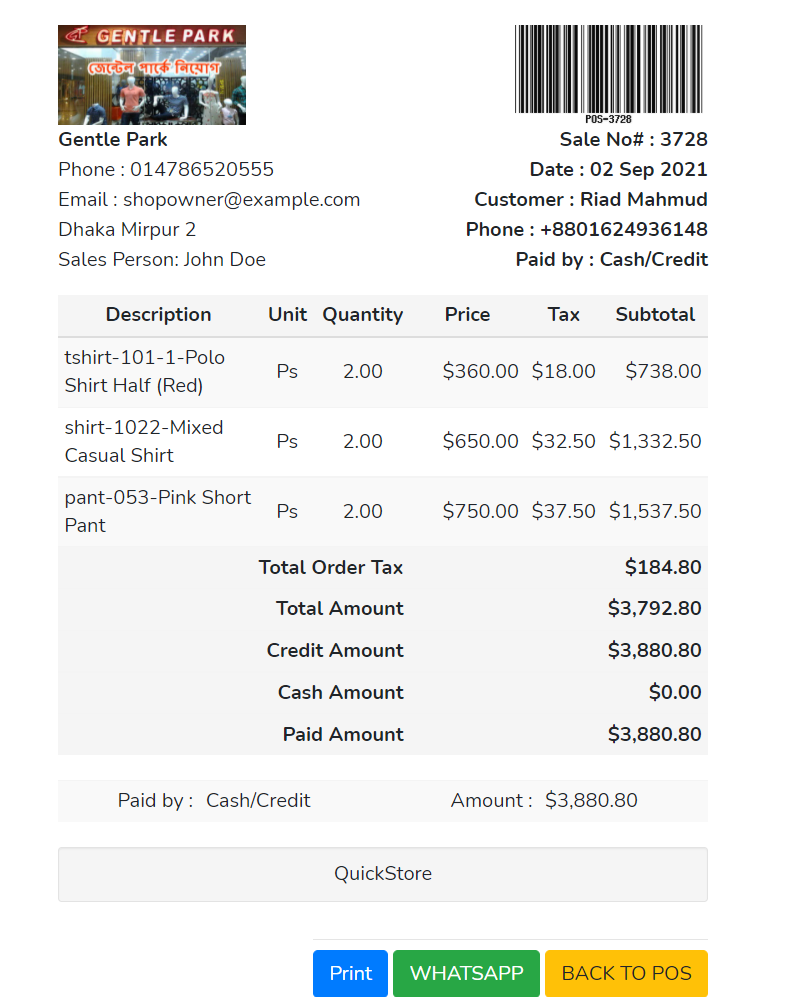 GENTLE PARK
জেন্টেল পার্কে নিয়োগ
POS-3728
Gentle Park
Phone : 014786520555
Email : shopowner@example.com
Dhaka Mirpur 2
Sales Person: John Doe
Sale No# : 3728
Date : 02 Sep 2021
Customer : Riad Mahmud
Phone : +8801624936148
Paid by : Cash/Credit
Description Unit Quantity Price Tax Subtotal
tshirt-101-1-Polo
Shirt Half (Red) Ps 2.00 $360.00 $18.00 $738.00
shirt-1022-Mixed
Casual Shirt Ps 2.00 $650.00 $32.50 $1,332.50
pant-053-Pink Short
Pant Ps 2.00 $750.00 $37.50 $1,537.50
Total Order Tax $184.80
Total Amount $3,792.80
Credit Amount $3,880.80
Cash Amount $0.00
Paid Amount $3,880.80
Paid by : Cash/Credit Amount : $3,880.80
QuickStore
Print WHATSAPP BACK TO POS